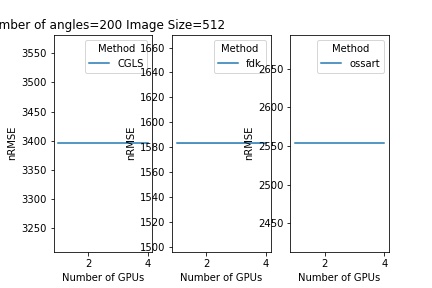 mber of angles=200 Image Size=512
Method
CGLS
nRMSE
3550
3500
3450
3400
3350
3300
3250
2
4
Number of GPUs
Method
fdk
nRMSE
1660
1640
1620
1600
1580
1560
1540
1520
1500
2
4
Number of GPUs
Method
ossart
nRMSE
2650
2600
2550
2500
2450
2
4
Number of GPUs